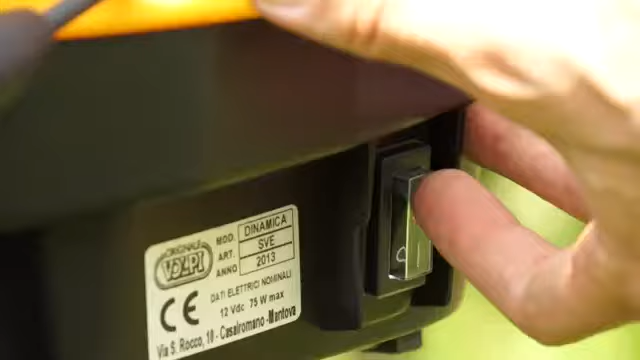 ORIGINALE
VOLPI
MOD. DINAMICA
ART. SVE
ANNO 2013
DATI ELETTRICI NOMINALI
CE 12 Vdc 75 W max
Via S. Rocco, 10 - Casalromano - Mantova